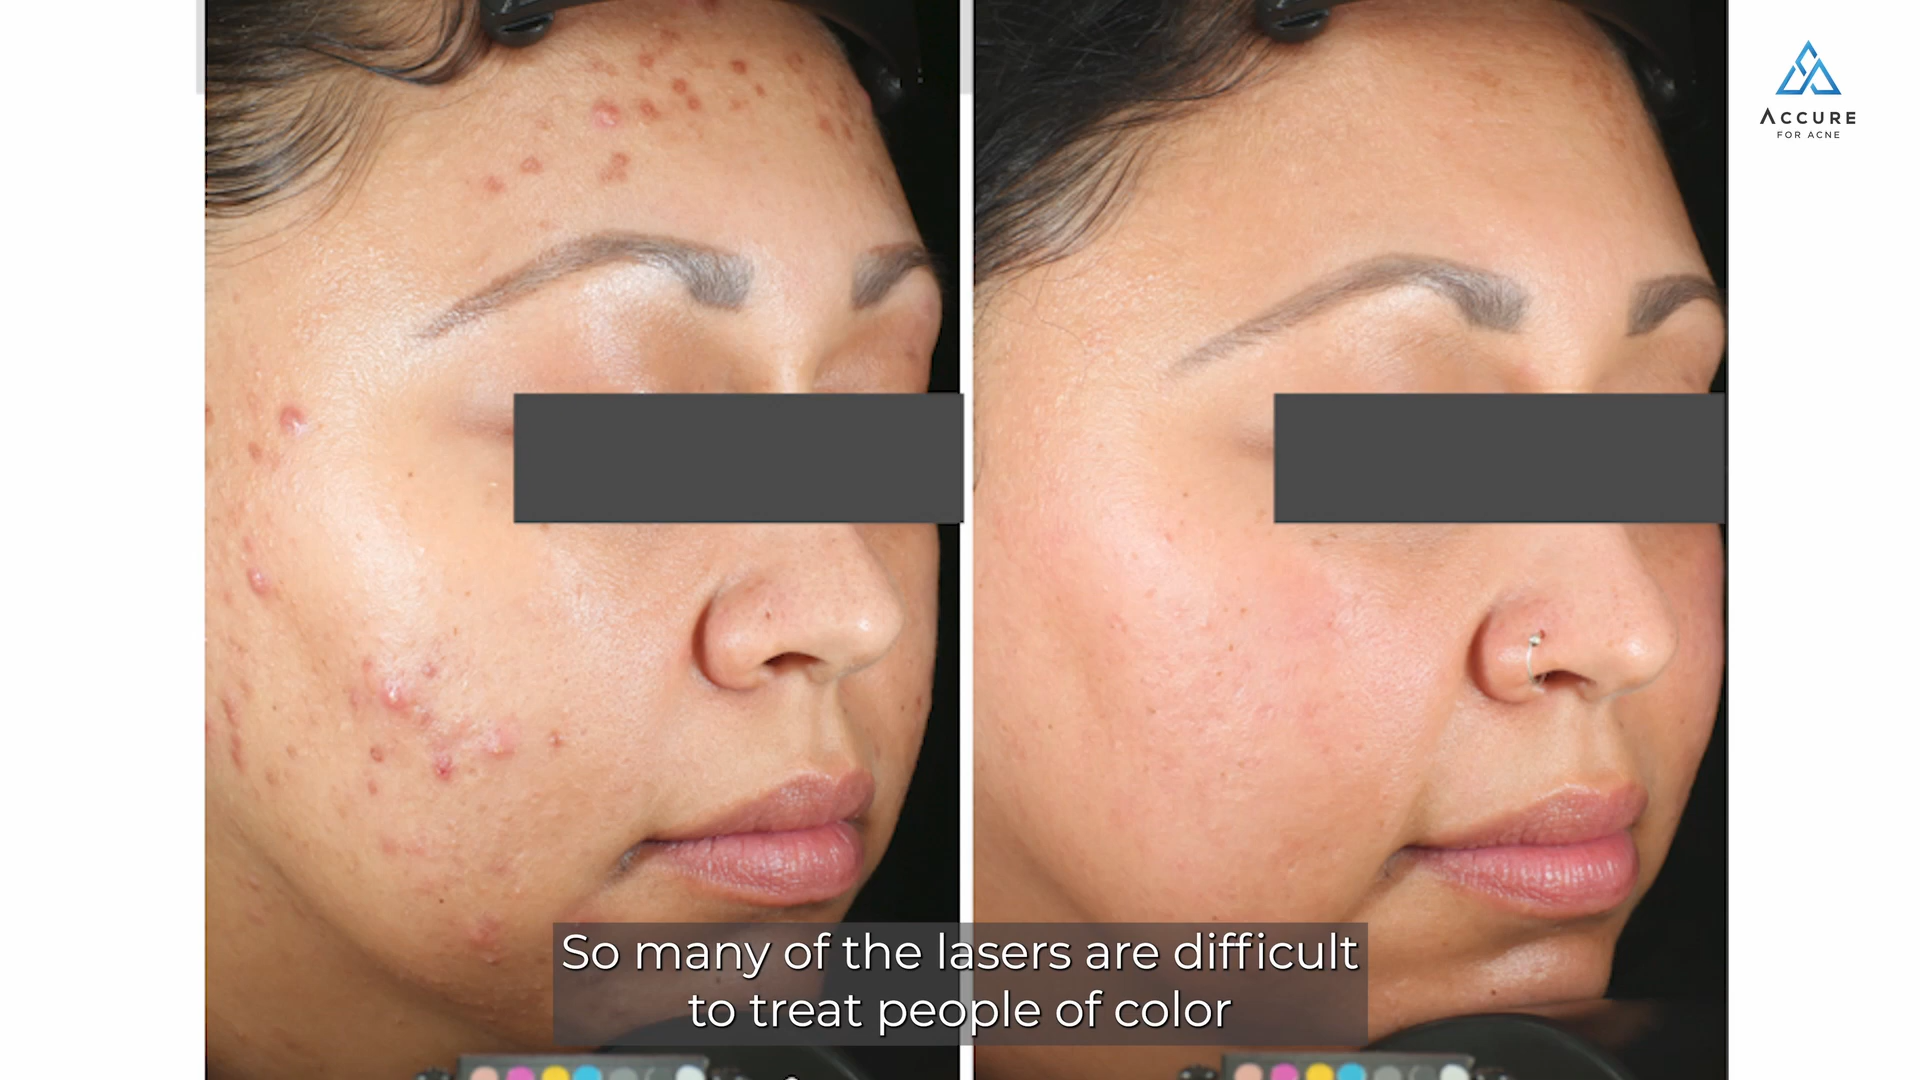 ACCURE
FOR ACNE
So many of the lasers are difficult
to treat people of color